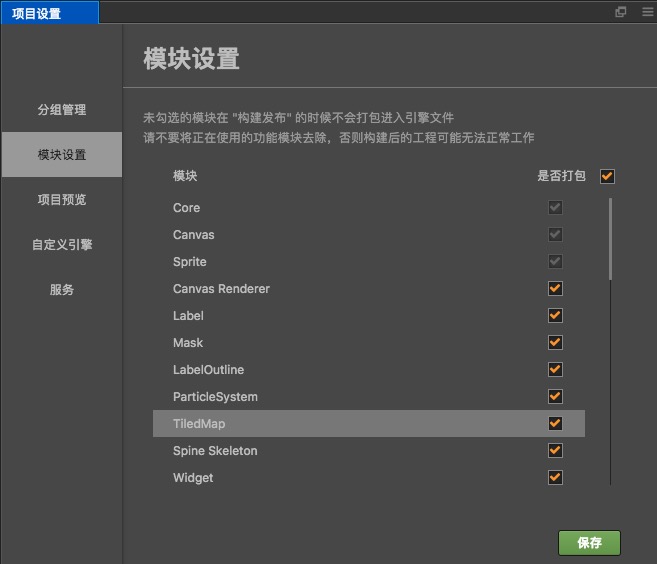 项目设置
模块设置
分组管理
模块设置
项目预览
自定义引擎
服务
未勾选的模块在 "构建发布" 的时候不会打包进入引擎文件
请不要将正在使用的功能模块去除，否则构建后的工程可能无法正常工作
模块 是否打包
Core
Canvas
Sprite
Canvas Renderer
Label
Mask
LabelOutline
ParticleSystem
TiledMap
Spine Skeleton
Widget
保存